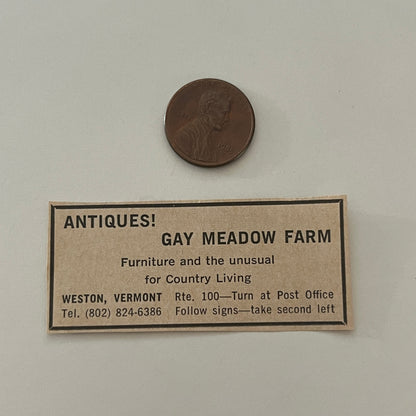 ANTIQUES!
GAY MEADOW FARM
Furniture and the unusual
for Country Living
WESTON, VERMONT Rte. 100—Turn at Post Office
Tel. (802) 824-6386 Follow signs—take second left